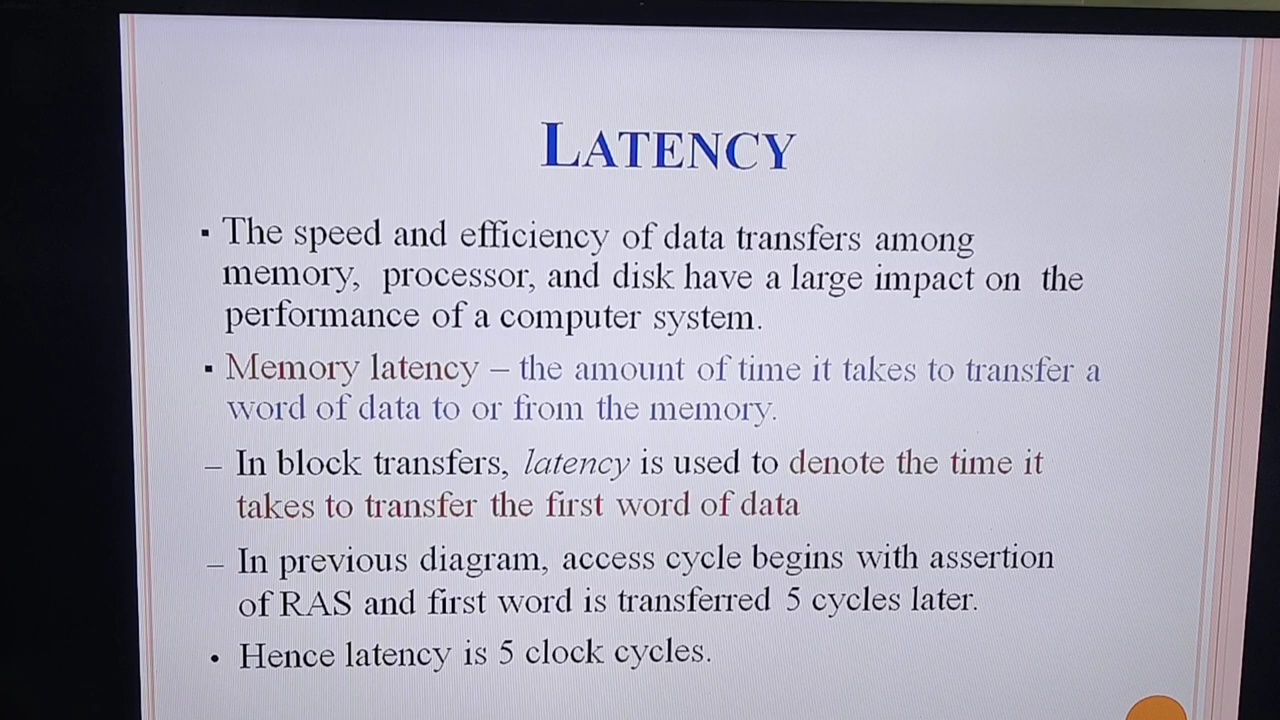 LATENCY
▪ The speed and efficiency of data transfers among
memory, processor, and disk have a large impact on the
performance of a computer system.
▪ Memory latency – the amount of time it takes to transfer a
word of data to or from the memory.
– In block transfers, latency is used to denote the time it
takes to transfer the first word of data
– In previous diagram, access cycle begins with assertion
of RAS and first word is transferred 5 cycles later.
• Hence latency is 5 clock cycles.